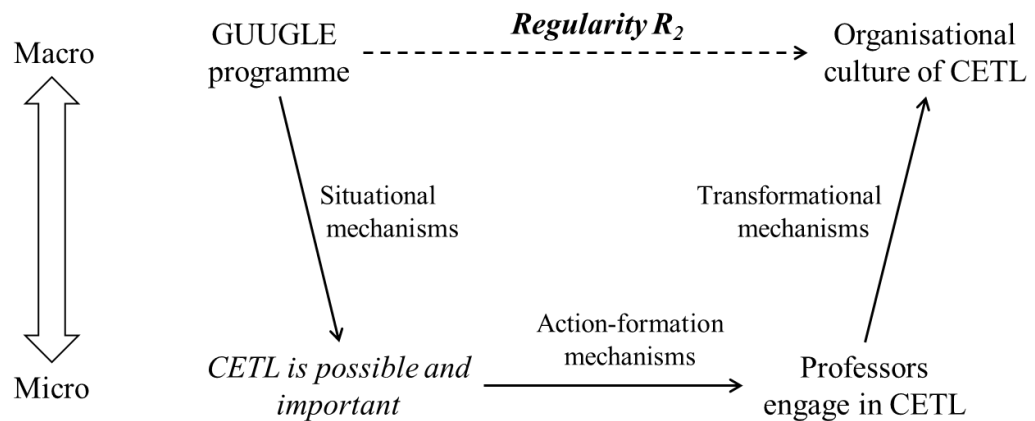 Macro
GUUGLE
programme
Regularity R2
Organisational
culture of CETL
Situational
mechanisms
Transformational
mechanisms
Action-formation
mechanisms
Micro
CETL is possible and
important
Professors
engage in CETL